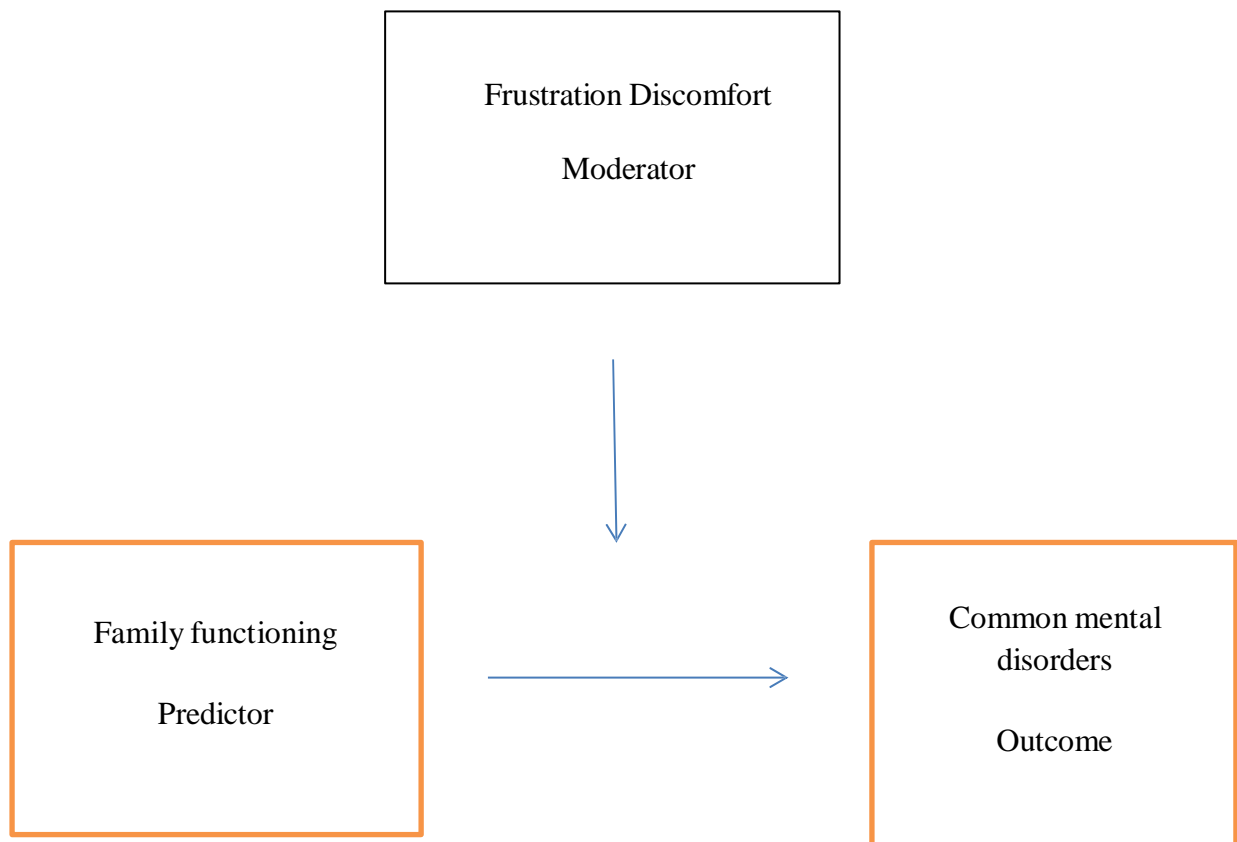 Frustration Discomfort
Moderator
Family functioning
Predictor
Common mental
disorders
Outcome